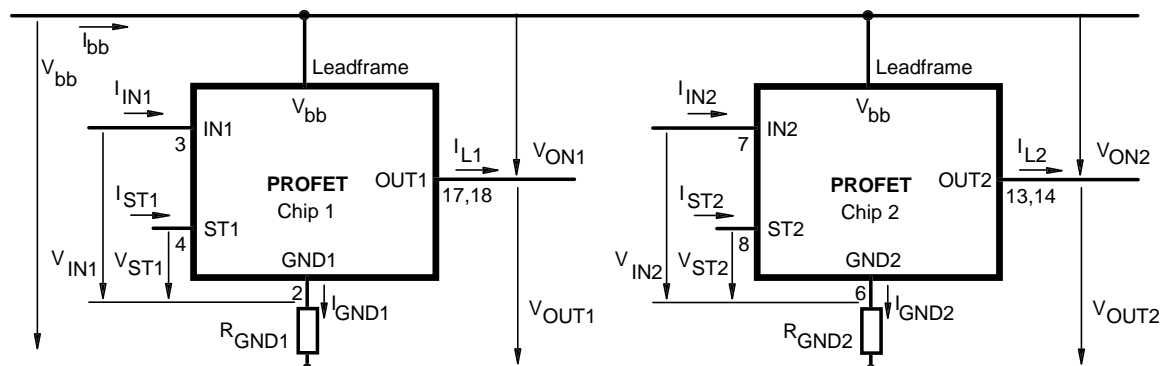 I_bb
V_bb
Leadframe
I_IN1
V_bb
IN1
3
V_ON1
I_L1
PROFET
OUT1
Chip 1
17,18
I_ST1
ST1
4
V_IN1
V_ST1
GND1
2
I_GND1
R_GND1
V_OUT1
Leadframe
I_IN2
V_bb
IN2
7
V_ON2
I_L2
PROFET
OUT2
Chip 2
13,14
I_ST2
ST2
8
V_IN2
V_ST2
GND2
6
I_GND2
R_GND2
V_OUT2